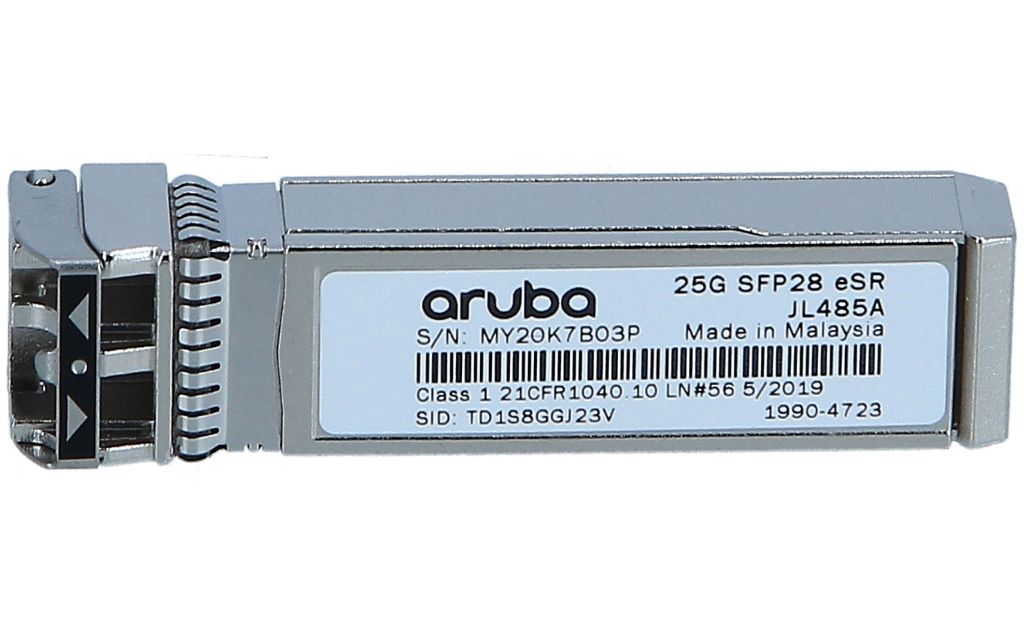 aruba
25G SFP28 eSR
JL485A
S/N: MY20K7B03P
Made in Malaysia
Class 1 21CFR1040.10 LN#56 5/2019
SID: TD1S8GGJ23V
1990-4723